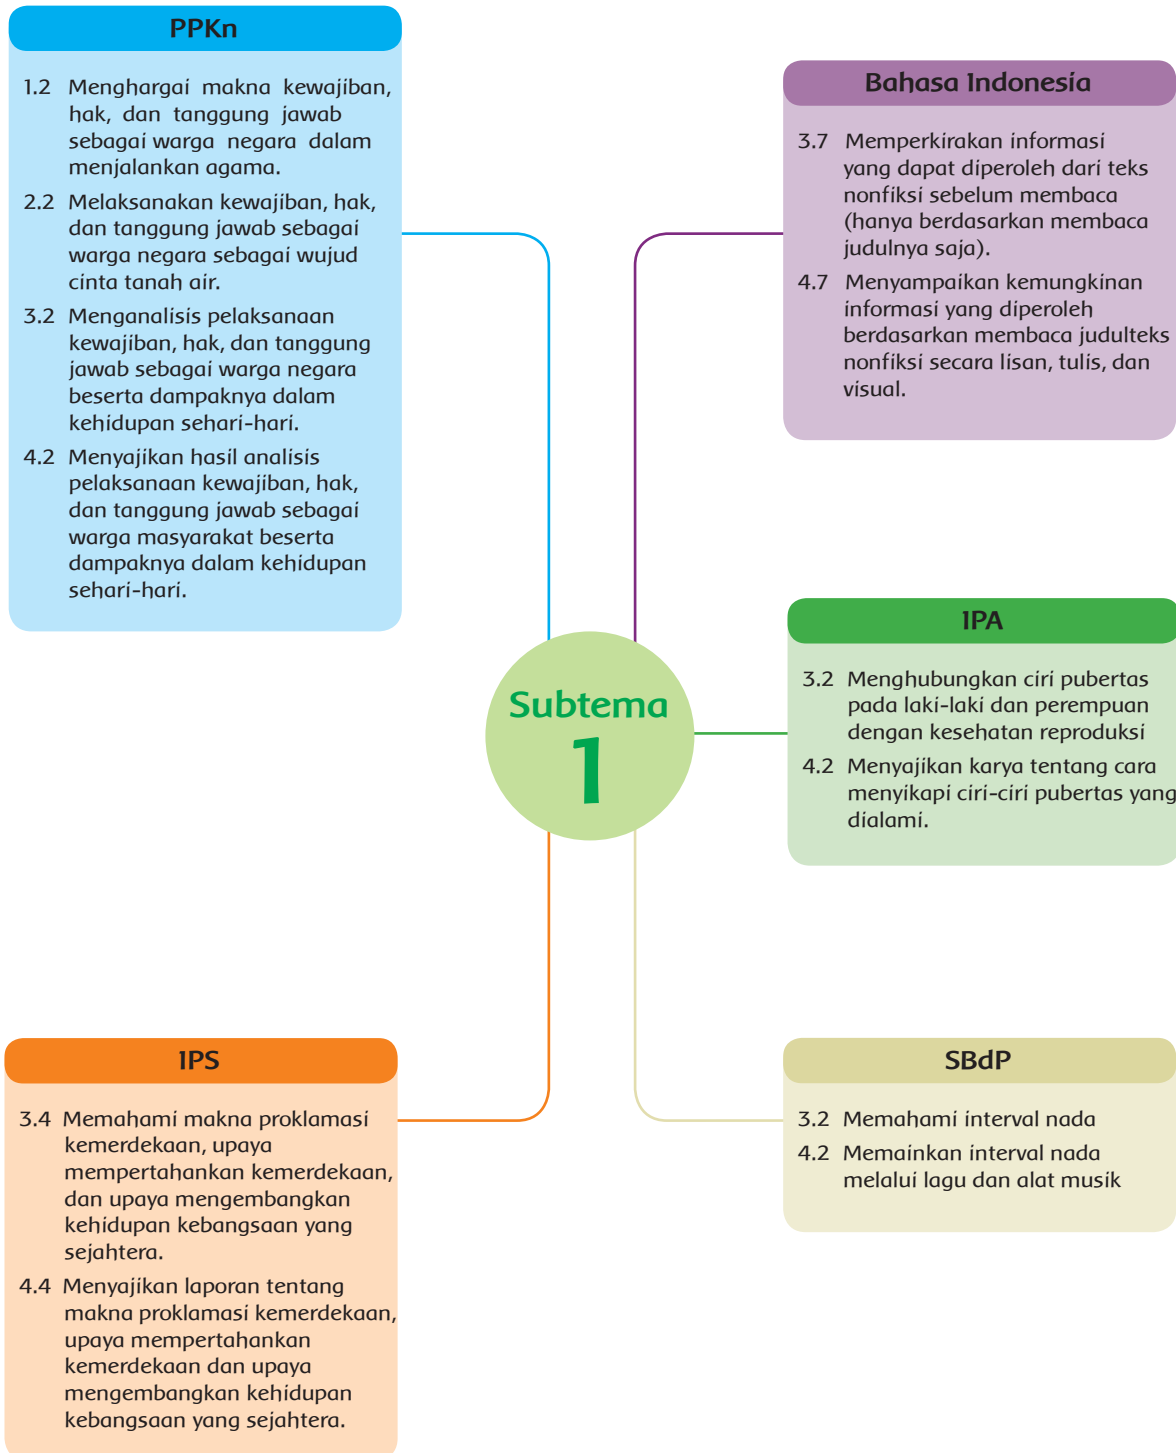 PPKn
1.2 Menghargai makna kewajiban,
hak, dan tanggung jawab
sebagai warga negara dalam
menjalankan agama.
2.2 Melaksanakan kewajiban, hak,
dan tanggung jawab sebagai
warga negara sebagai wujud
cinta tanah air.
3.2 Menganalisis pelaksanaan
kewajiban, hak, dan tanggung
jawab sebagai warga negara
beserta dampaknya dalam
kehidupan sehari-hari.
4.2 Menyajikan hasil analisis
pelaksanaan kewajiban, hak,
dan tanggung jawab sebagai
warga masyarakat beserta
dampaknya dalam kehidupan
sehari-hari.
Bahasa Indonesia
3.7 Memperkirakan informasi
yang dapat diperoleh dari teks
nonfiksi sebelum membaca
(hanya berdasarkan membaca
judulnya saja).
4.7 Menyampaikan kemungkinan
informasi yang diperoleh
berdasarkan membaca judulteks
nonfiksi secara lisan, tulis, dan
visual.
Subtema
1
IPA
3.2 Menghubungkan ciri pubertas
pada laki-laki dan perempuan
dengan kesehatan reproduksi
4.2 Menyajikan karya tentang cara
menyikapi ciri-ciri pubertas yang
dialami.
IPS
3.4 Memahami makna proklamasi
kemerdekaan, upaya
mempertahankan kemerdekaan,
dan upaya mengembangkan
kehidupan kebangsaan yang
sejahtera.
4.4 Menyajikan laporan tentang
makna proklamasi kemerdekaan,
upaya mempertahankan
kemerdekaan dan upaya
mengembangkan kehidupan
kebangsaan yang sejahtera.
SBdP
3.2 Memahami interval nada
4.2 Memainkan interval nada
melalui lagu dan alat musik